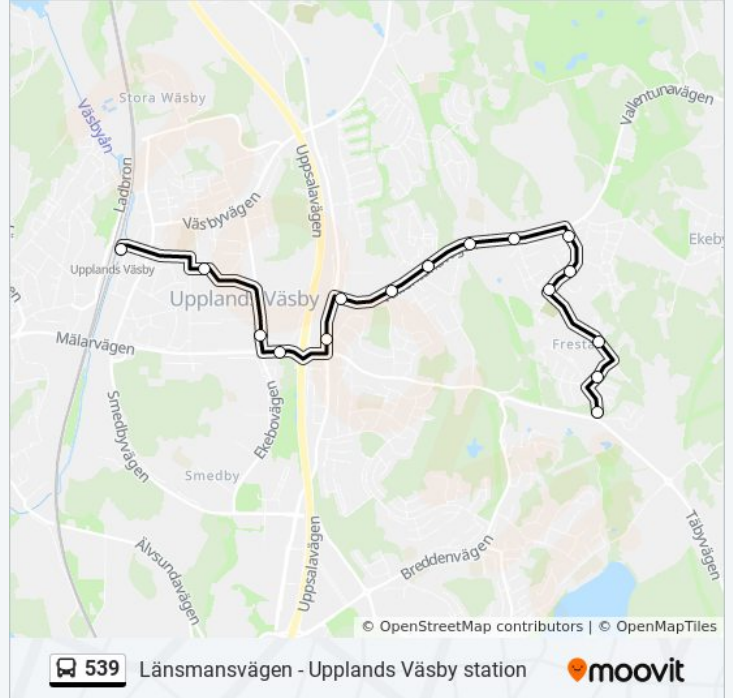 Stora Wäsby
Vallentunavägen
Väsbyån
Ladbron
Uppsalavägen
Väsbyvägen
Ekeby
Upplands Väsby
Upplands Väsby
Mälarvägen
Fresta
Smedbyvägen
Ekebovägen
Smedby
Täbyvägen
Uppsalavägen
Breddenvägen
Älvsundavägen
© OpenStreetMap contributors | © OpenMapTiles
539 Länsmansvägen - Upplands Väsby station moovit